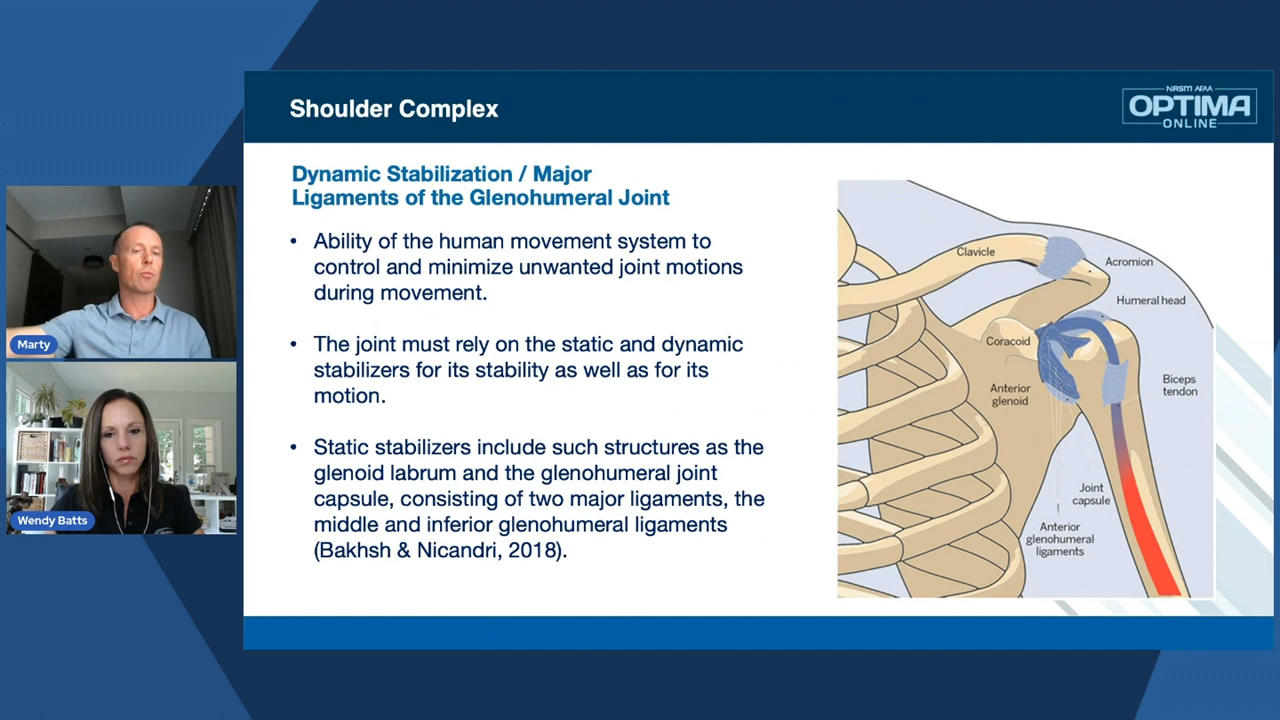 Shoulder Complex
NASM AFAA
OPTIMA
ONLINE
Dynamic Stabilization / Major
Ligaments of the Glenohumeral Joint
• Ability of the human movement system to
control and minimize unwanted joint motions
during movement.
• The joint must rely on the static and dynamic
stabilizers for its stability as well as for its
motion.
• Static stabilizers include such structures as the
glenoid labrum and the glenohumeral joint
capsule, consisting of two major ligaments, the
middle and inferior glenohumeral ligaments
(Bakhsh & Nicandri, 2018).
Clavicle
Acromion
Humeral head
Coracoid
Anterior
glenoid
Biceps
tendon
Joint
capsule
Anterior
glenohumeral
ligaments
Marty
Wendy Batts